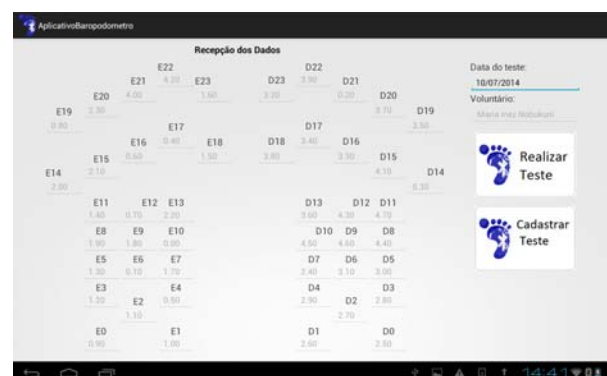 AplicativoBaropodometro
Recepção dos Dados
E22 D22
E21 4.20 E23 D23 3.90 D21
E20 4.00 1.60 3.20 0.20 D20
E19 2.30 3.70 D19
0.80 E17 D17 3.50
E16 0.40 E18 D18 3.40 D16
E15 0.60 1.50 3.80 3.90 D15
E14 2.10 4.10 D14
2.00 6.30
E11 E12 E13 D13 D12 D11
1.40 0.70 2.20 3.60 4.30 4.70
E8 E9 E10 D10 D9 D8
1.90 1.80 0.00 4.50 4.60 4.40
E5 E6 E7 D7 D6 D5
1.30 0.10 1.70 2.40 3.10 3.00
E3 E4 D4 D3
1.20 E2 0.50 2.90 D2 2.80
1.10 2.70
E0 E1 D1 D0
0.90 1.00 2.60 2.50
Data do teste:
10/07/2014
Voluntário:
Realizar
Teste
Cadastrar
Teste
14:41